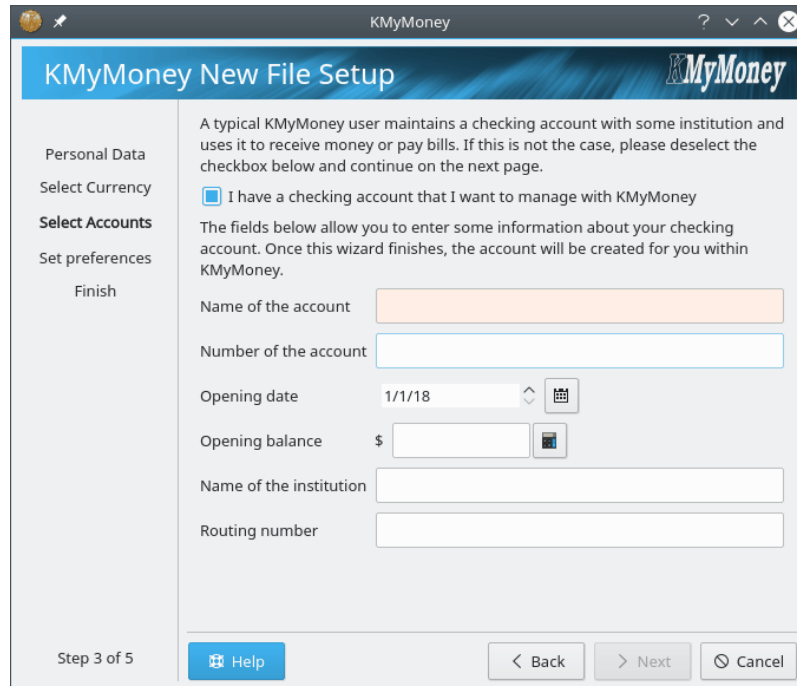 KMyMoney
KMyMoney New File Setup
KMyMoney
Personal Data
Select Currency
Select Accounts
Set preferences
Finish
Step 3 of 5
A typical KMyMoney user maintains a checking account with some institution and
uses it to receive money or pay bills. If this is not the case, please deselect the
checkbox below and continue on the next page.
I have a checking account that I want to manage with KMyMoney
The fields below allow you to enter some information about your checking
account. Once this wizard finishes, the account will be created for you within
KMyMoney.
Name of the account
Number of the account
Opening date 1/1/18
Opening balance $
Name of the institution
Routing number
Help < Back > Next Cancel